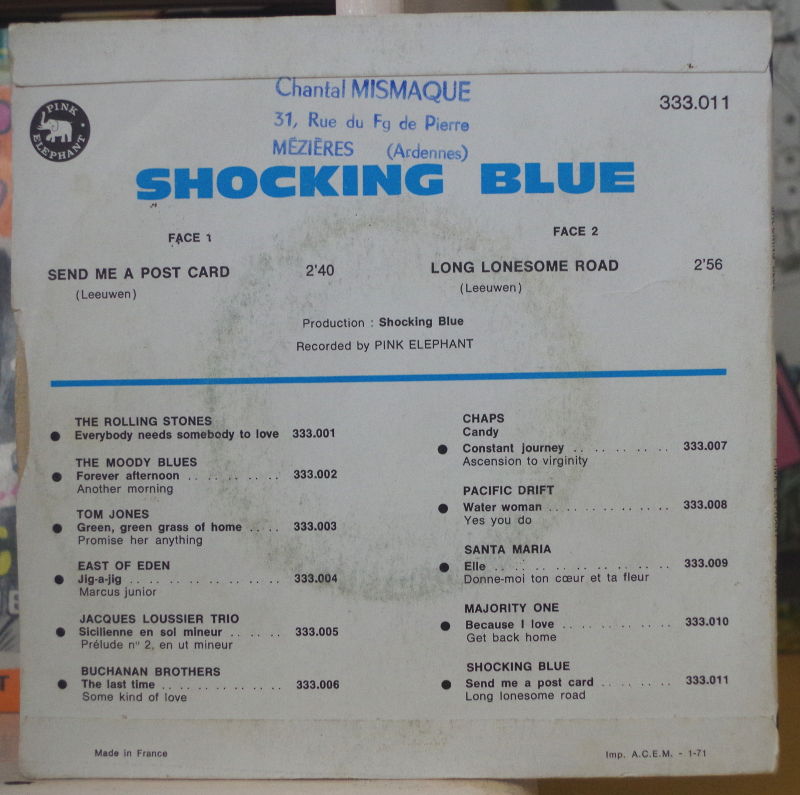 PINK ELEPHANT
Chantal MISMAQUE
31, Rue du Fg de Pierre
MÉZIÈRES (Ardennes)
333.011
SHOCKING BLUE
FACE 1
SEND ME A POST CARD 2'40
(Leeuwen)
FACE 2
LONG LONESOME ROAD 2'56
(Leeuwen)
Production : Shocking Blue
Recorded by PINK ELEPHANT
THE ROLLING STONES
● Everybody needs somebody to love 333.001
THE MOODY BLUES
● Forever afternoon .. .. .. .. .. 333.002
Another morning
TOM JONES
● Green, green grass of home .. .. 333.003
Promise her anything
EAST OF EDEN
● Jig-a-jig .. .. .. .. .. .. .. .. 333.004
Marcus junior
JACQUES LOUSSIER TRIO
● Sicilienne en sol mineur .. .. .. 333.005
Prélude n° 2, en ut mineur
BUCHANAN BROTHERS
● The last time .. .. .. .. .. .. .. 333.006
Some kind of love
CHAPS
Candy
● Constant journey .. .. .. .. .. 333.007
Ascension to virginity
PACIFIC DRIFT
● Water woman .. .. .. .. .. .. 333.008
Yes you do
SANTA MARIA
● Elle .. .. .. .. .. .. .. .. .. 333.009
Donne-moi ton cœur et ta fleur
MAJORITY ONE
● Because I love .. .. .. .. .. 333.010
Get back home
SHOCKING BLUE
● Send me a post card .. .. .. .. 333.011
Long lonesome road
Made in France
Imp. A.C.E.M. - 1-71